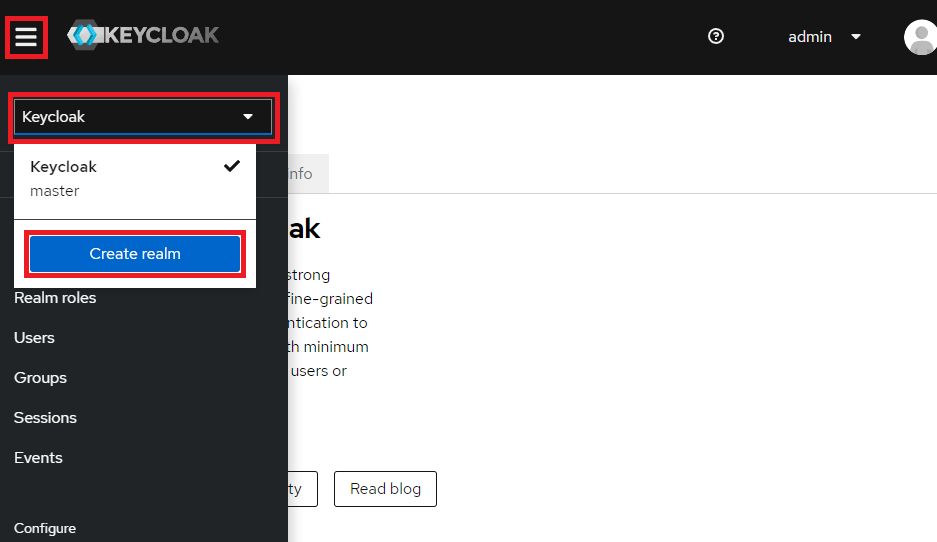 KEYCLOAK
admin
Keycloak
Keycloak
master
Create realm
Realm roles
Users
Groups
Sessions
Events
Configure
info
ak
strong
fine-grained
ntication to
th minimum
users or
ty
Read blog